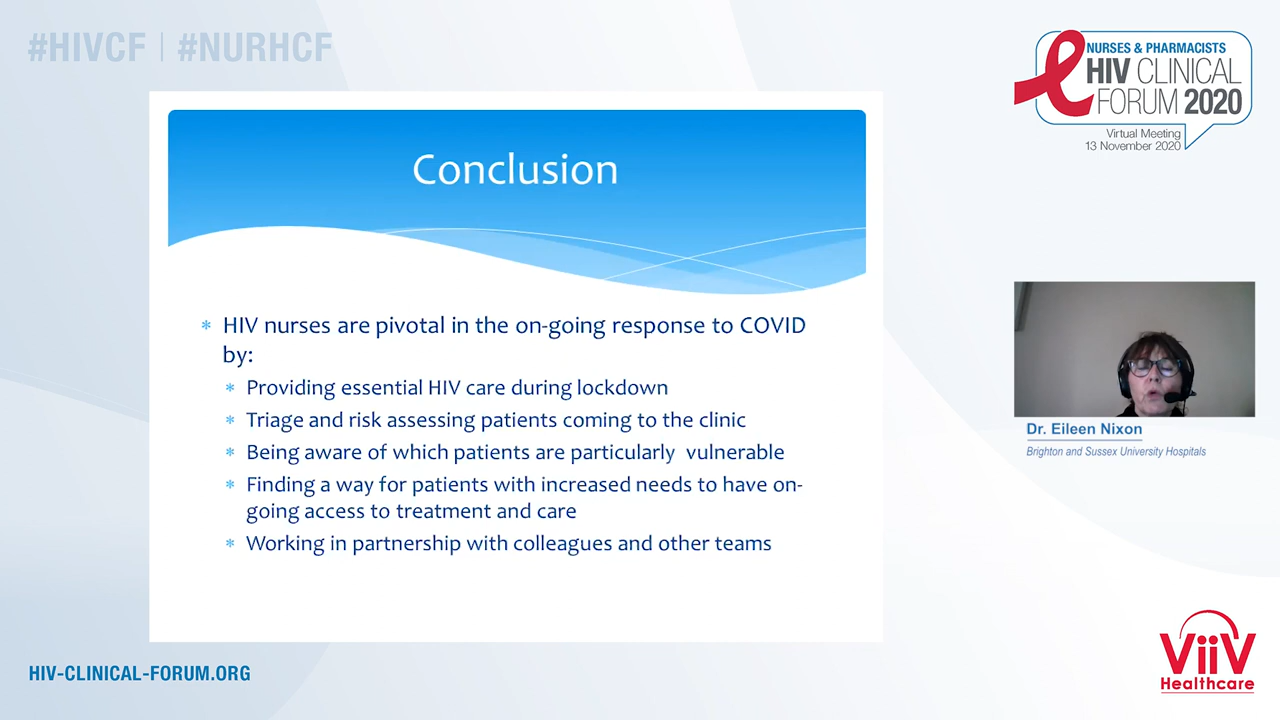 #HIVCF | #NURHCF
NURSES & PHARMACISTS
HIV CLINICAL
FORUM 2020
Virtual Meeting
13 November 2020
Conclusion
* HIV nurses are pivotal in the on-going response to COVID
by:
* Providing essential HIV care during lockdown
* Triage and risk assessing patients coming to the clinic
* Being aware of which patients are particularly  vulnerable
* Finding a way for patients with increased needs to have on-
going access to treatment and care
* Working in partnership with colleagues and other teams
Dr. Eileen Nixon
Brighton and Sussex University Hospitals
HIV-CLINICAL-FORUM.ORG
ViiV
Healthcare